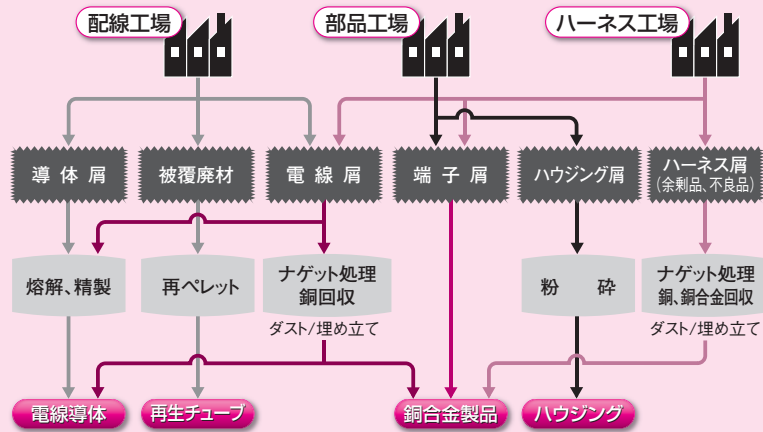 配線工場
部品工場
ハーネス工場
導体屑
被覆廃材
電線屑
端子屑
ハウジング屑
ハーネス屑
(余剰品、不良品)
熔解、精製
再ペレット
ナゲット処理
銅回収
粉砕
ナゲット処理
銅、銅合金回収
ダスト/埋め立て
ダスト/埋め立て
電線導体
再生チューブ
銅合金製品
ハウジング